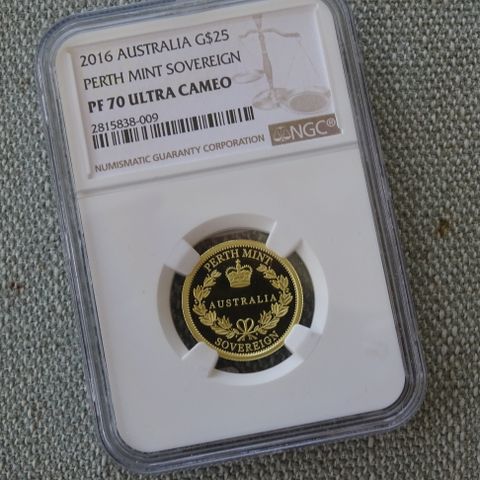 2016 AUSTRALIA G$25
PERTH MINT SOVEREIGN
PF 70 ULTRA CAMEO
2815838-009
NGC®
NUMISMATIC GUARANTY CORPORATION
PERTH MINT
AUSTRALIA
SOVEREIGN